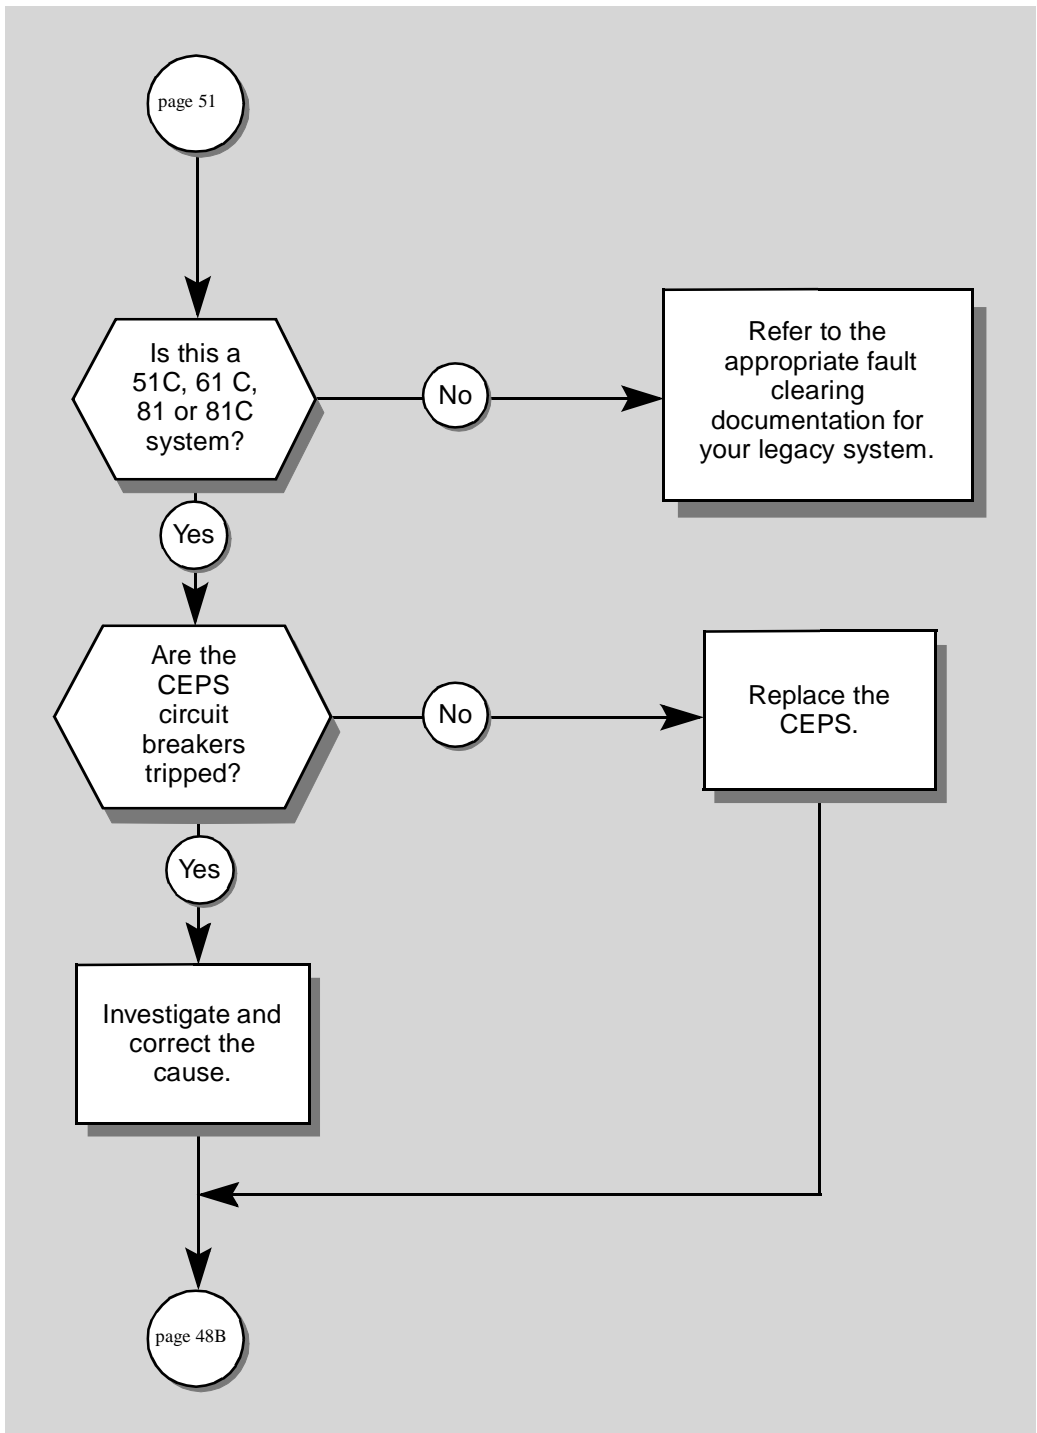 page 51
Is this a
51C, 61 C,
81 or 81C
system?
No
Refer to the
appropriate fault
clearing
documentation for
your legacy system.
Yes
Are the
CEPS
circuit
breakers
tripped?
No
Replace the
CEPS.
Yes
Investigate and
correct the
cause.
page 48B